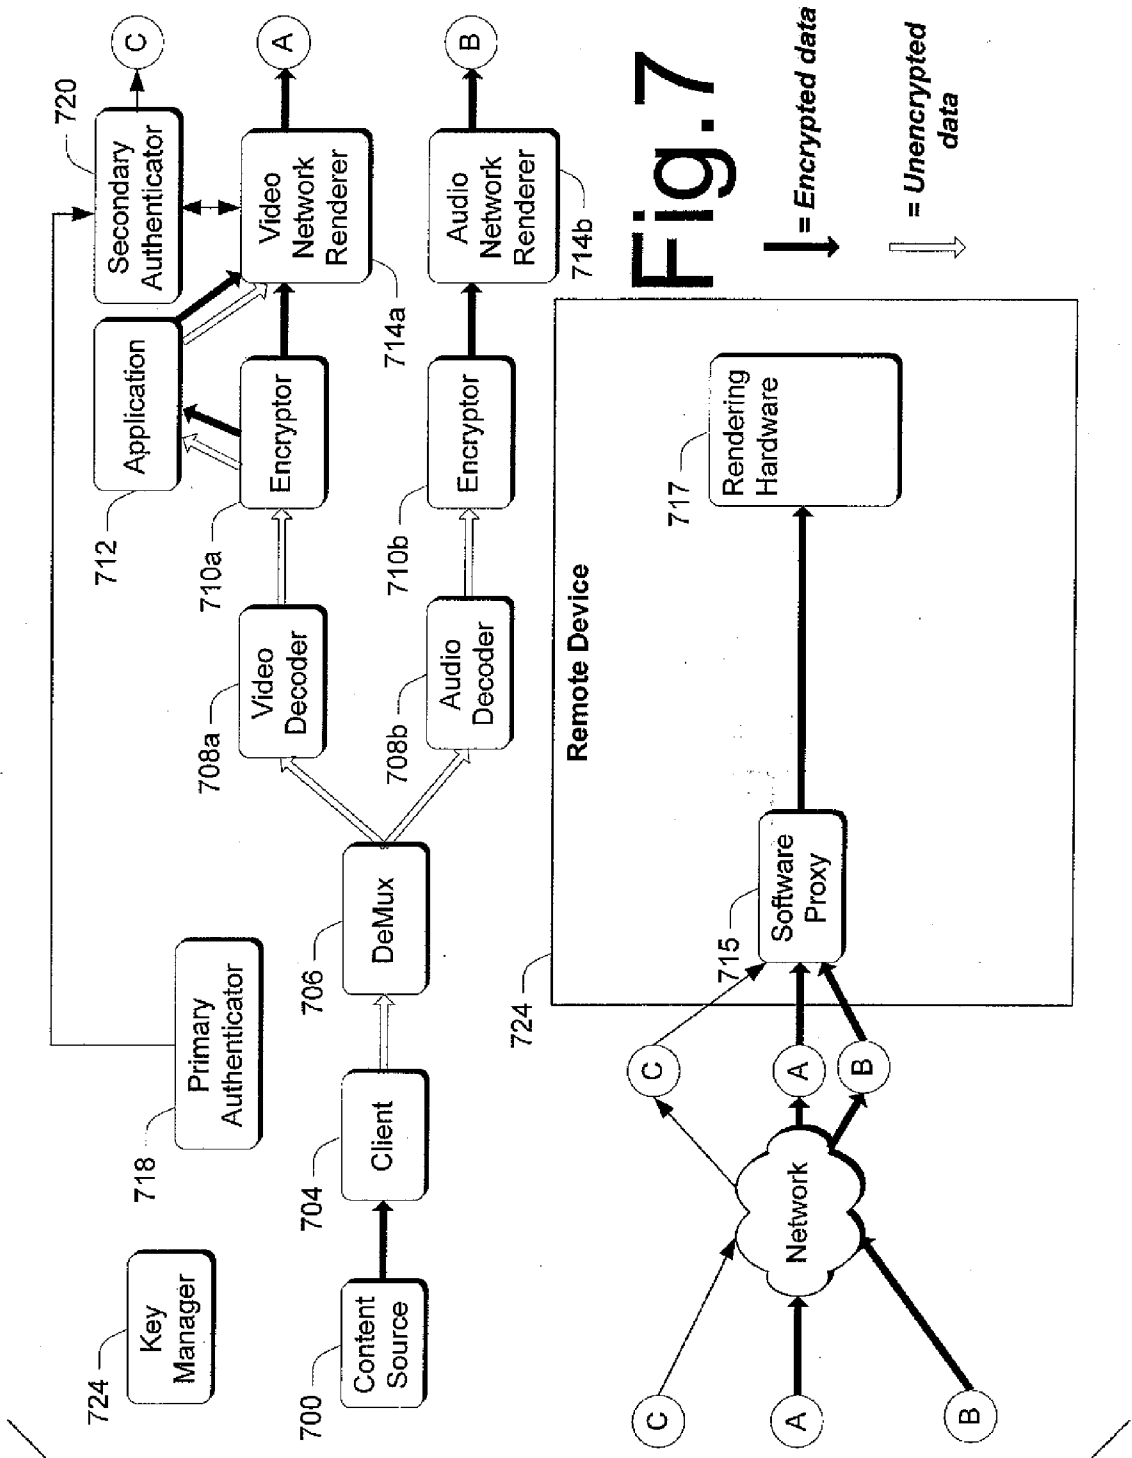 724
Key
Manager
718
Primary
Authenticator
720
Secondary
Authenticator
C
712
Application
700
Content
Source
704
Client
706
DeMux
708a
Video
Decoder
710a
Encryptor
714a
Video
Network
Renderer
A
708b
Audio
Decoder
710b
Encryptor
714b
Audio
Network
Renderer
B
C
A
B
Network
C
A
B
724
Remote Device
715
Software
Proxy
717
Rendering
Hardware
Fig.7
= Encrypted data
= Unencrypted
data